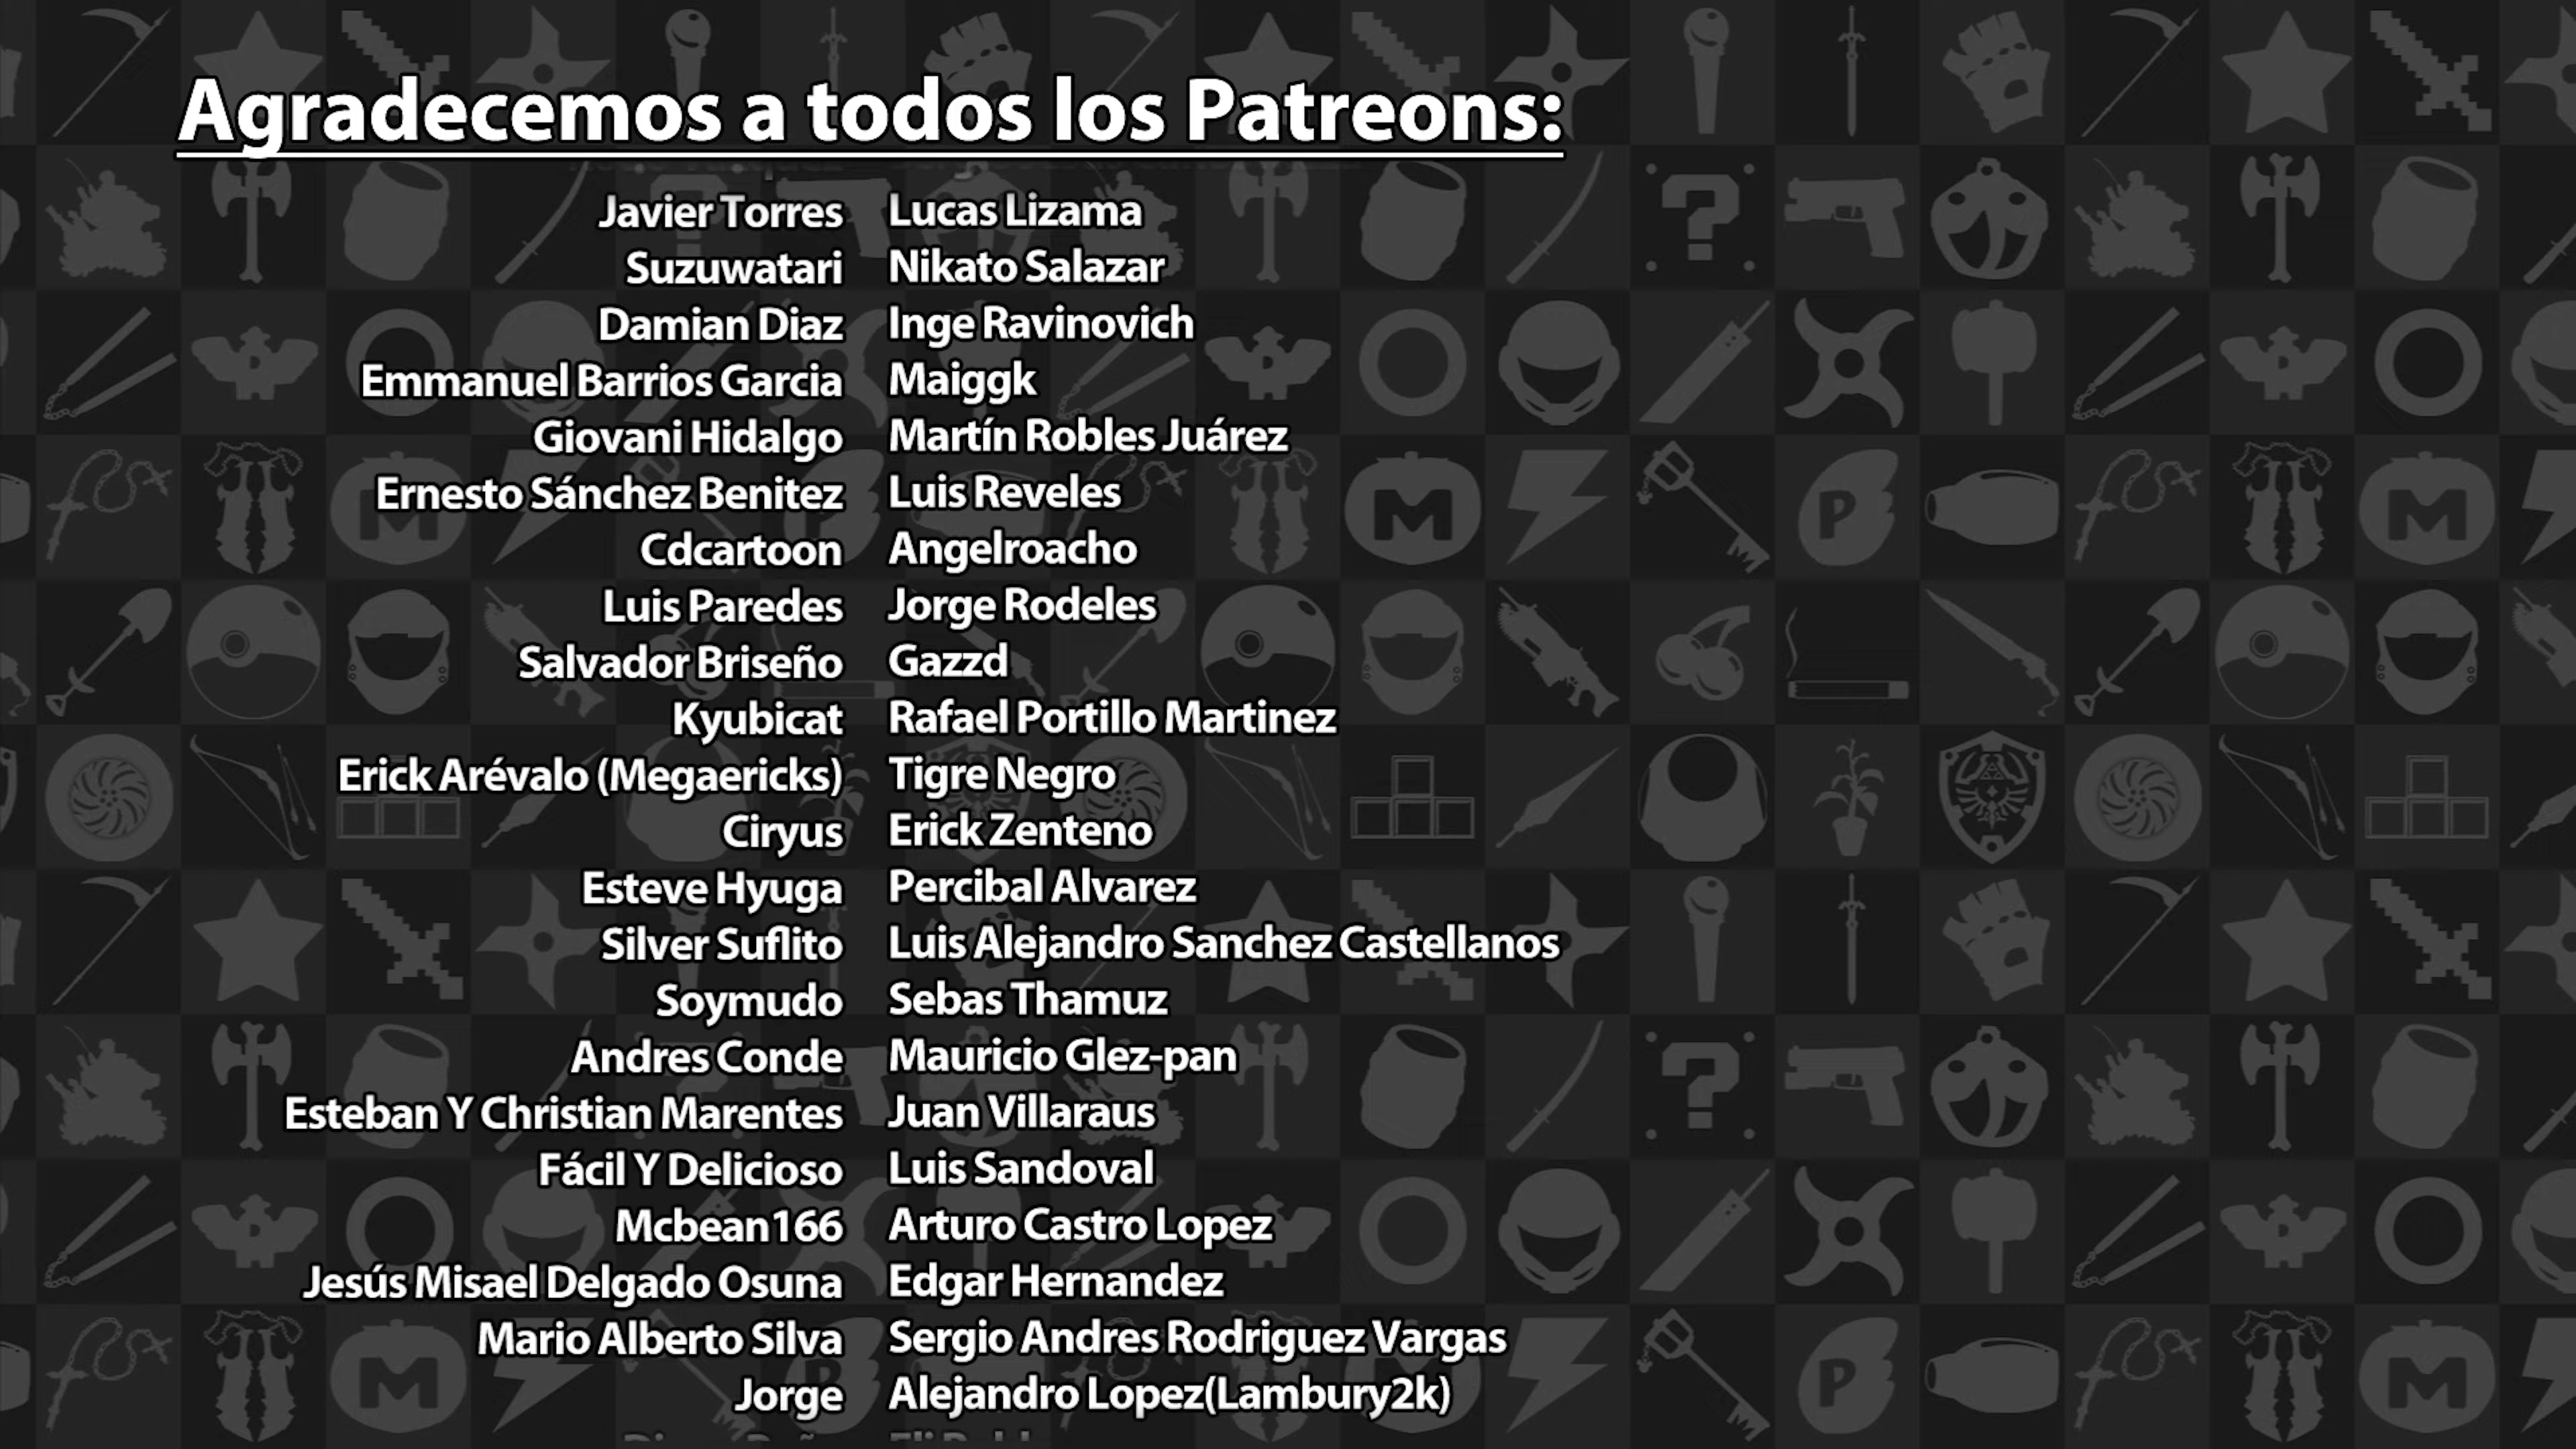 Agradecemos a todos los Patreons:
Javier Torres Lucas Lizama
Suzuwatari Nikato Salazar
Damian Diaz Inge Ravinovich
Emmanuel Barrios Garcia Maiggk
Giovani Hidalgo Martín Robles Juárez
Ernesto Sánchez Benitez Luis Reveles
Cdcartoon Angelroacho
Luis Paredes Jorge Rodeles
Salvador Briseño Gazzd
Kyubicat Rafael Portillo Martinez
Erick Arévalo (Megaericks) Tigre Negro
Ciryus Erick Zenteno
Esteve Hyuga Percibal Alvarez
Silver Suflito Luis Alejandro Sanchez Castellanos
Soymudo Sebas Thamuz
Andres Conde Mauricio Glez-pan
Esteban Y Christian Marentes Juan Villaraus
Fácil Y Delicioso Luis Sandoval
Mcbean166 Arturo Castro Lopez
Jesús Misael Delgado Osuna Edgar Hernandez
Mario Alberto Silva Sergio Andres Rodriguez Vargas
Jorge Alejandro Lopez(Lambury2k)